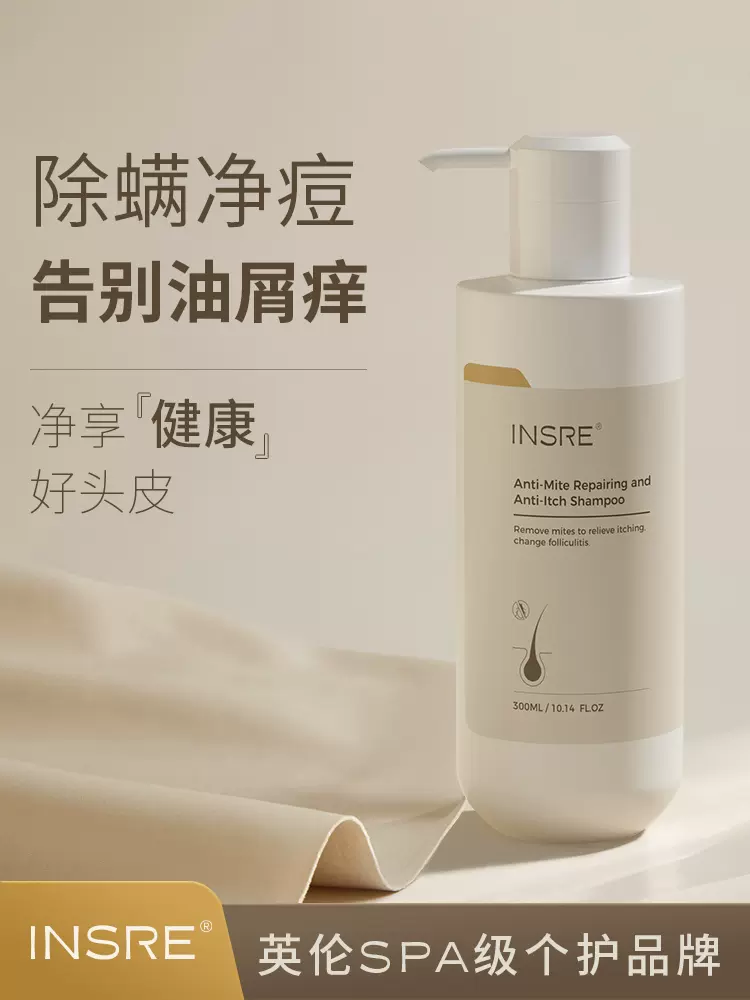 除螨净痘
告别油屑痒
净享『健康』
好头皮
INSRE®
Anti-Mite Repairing and
Anti-Itch Shampoo
Remove mites to relieve itching.
change folliculitis.
300ML / 10.14 FLOZ
INSRE®
英伦SPA级个护品牌